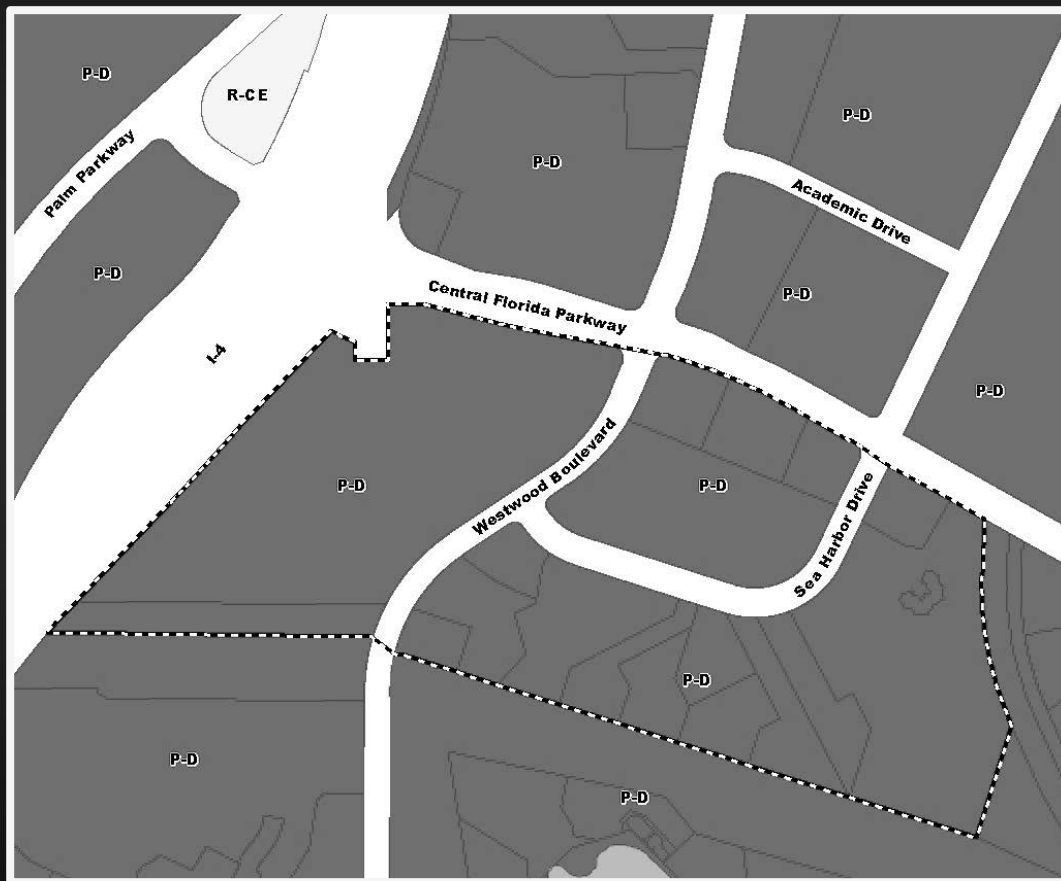 P-D
R-CE
P-D
P-D
Palm Parkway
Academic Drive
P-D
Central Florida Parkway
P-D
I-4
P-D
Westwood Boulevard
P-D
P-D
Sea Harbor Drive
P-D
P-D
P-D